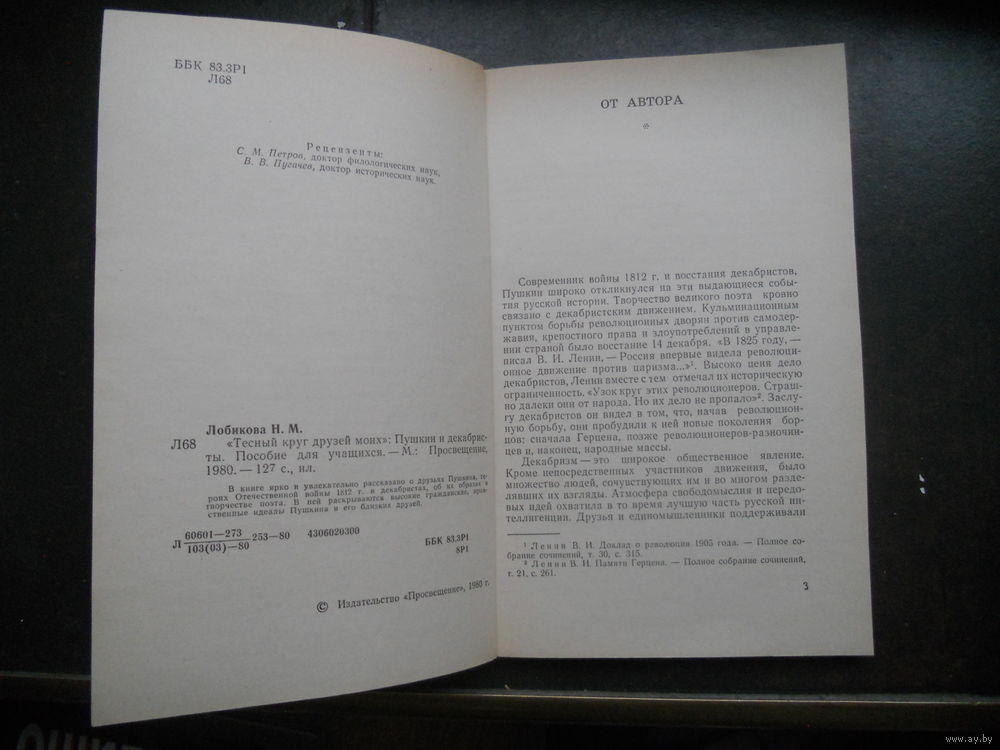 ББК 83.3Р1
Л68
Рецензенты:
С. М. Петров, доктор филологических наук,
В. В. Пугачев, доктор исторических наук.
Лобикова Н. М.
Л68 «Тесный круг друзей моих»: Пушкин и декабрис-
ты. Пособие для учащихся. — М.: Просвещение,
1980. — 127 с., ил.
В книге ярко и увлекательно рассказано о друзьях Пушкина, ге-
роях Отечественной войны 1812 г. и декабристах, об их образах в
творчестве поэта. В ней раскрываются высокие гражданские, нрав-
ственные идеалы Пушкина и его близких друзей.
Л 60601—273
103(03)—80 253—80 4306020300
ББК 83.3Р1
8Р1
© Издательство «Просвещение», 1980 г.
ОТ АВТОРА
*
Современник войны 1812 г. и восстания декабристов,
Пушкин широко откликнулся на эти выдающиеся собы-
тия русской истории. Творчество великого поэта кровно
связано с декабристским движением. Кульминационным
пунктом борьбы революционных дворян против самодер-
жавия, крепостного права и злоупотреблений в управле-
нии страной было восстание 14 декабря. «В 1825 году, —
писал В. И. Ленин, — Россия впервые видела революци-
онное движение против царизма...»¹. Высоко ценя дело
декабристов, Ленин вместе с тем отмечал их историческую
ограниченность. «Узок круг этих революционеров. Страш-
но далеки они от народа. Но их дело не пропало»². Заслу-
гу декабристов он видел в том, что, начав революцион-
ную борьбу, они пробудили к ней новые поколения бор-
цов: сначала Герцена, позже революционеров-разночин-
цев и, наконец, народные массы.
Декабризм — это широкое общественное явление.
Кроме непосредственных участников движения, было
множество людей, сочувствующих им и во многом разде-
лявших их взгляды. Атмосфера свободомыслия и передо-
вых идей охватила в то время лучшую часть русской ин-
теллигенции. Друзья и единомышленники поддерживали
¹ Ленин В. И. Доклад о революции 1905 года. — Полное со-
брание сочинений, т. 30, с. 315.
² Ленин В. И. Памяти Герцена. — Полное собрание сочинений,
т. 21, с. 261.
3
www.ay.by